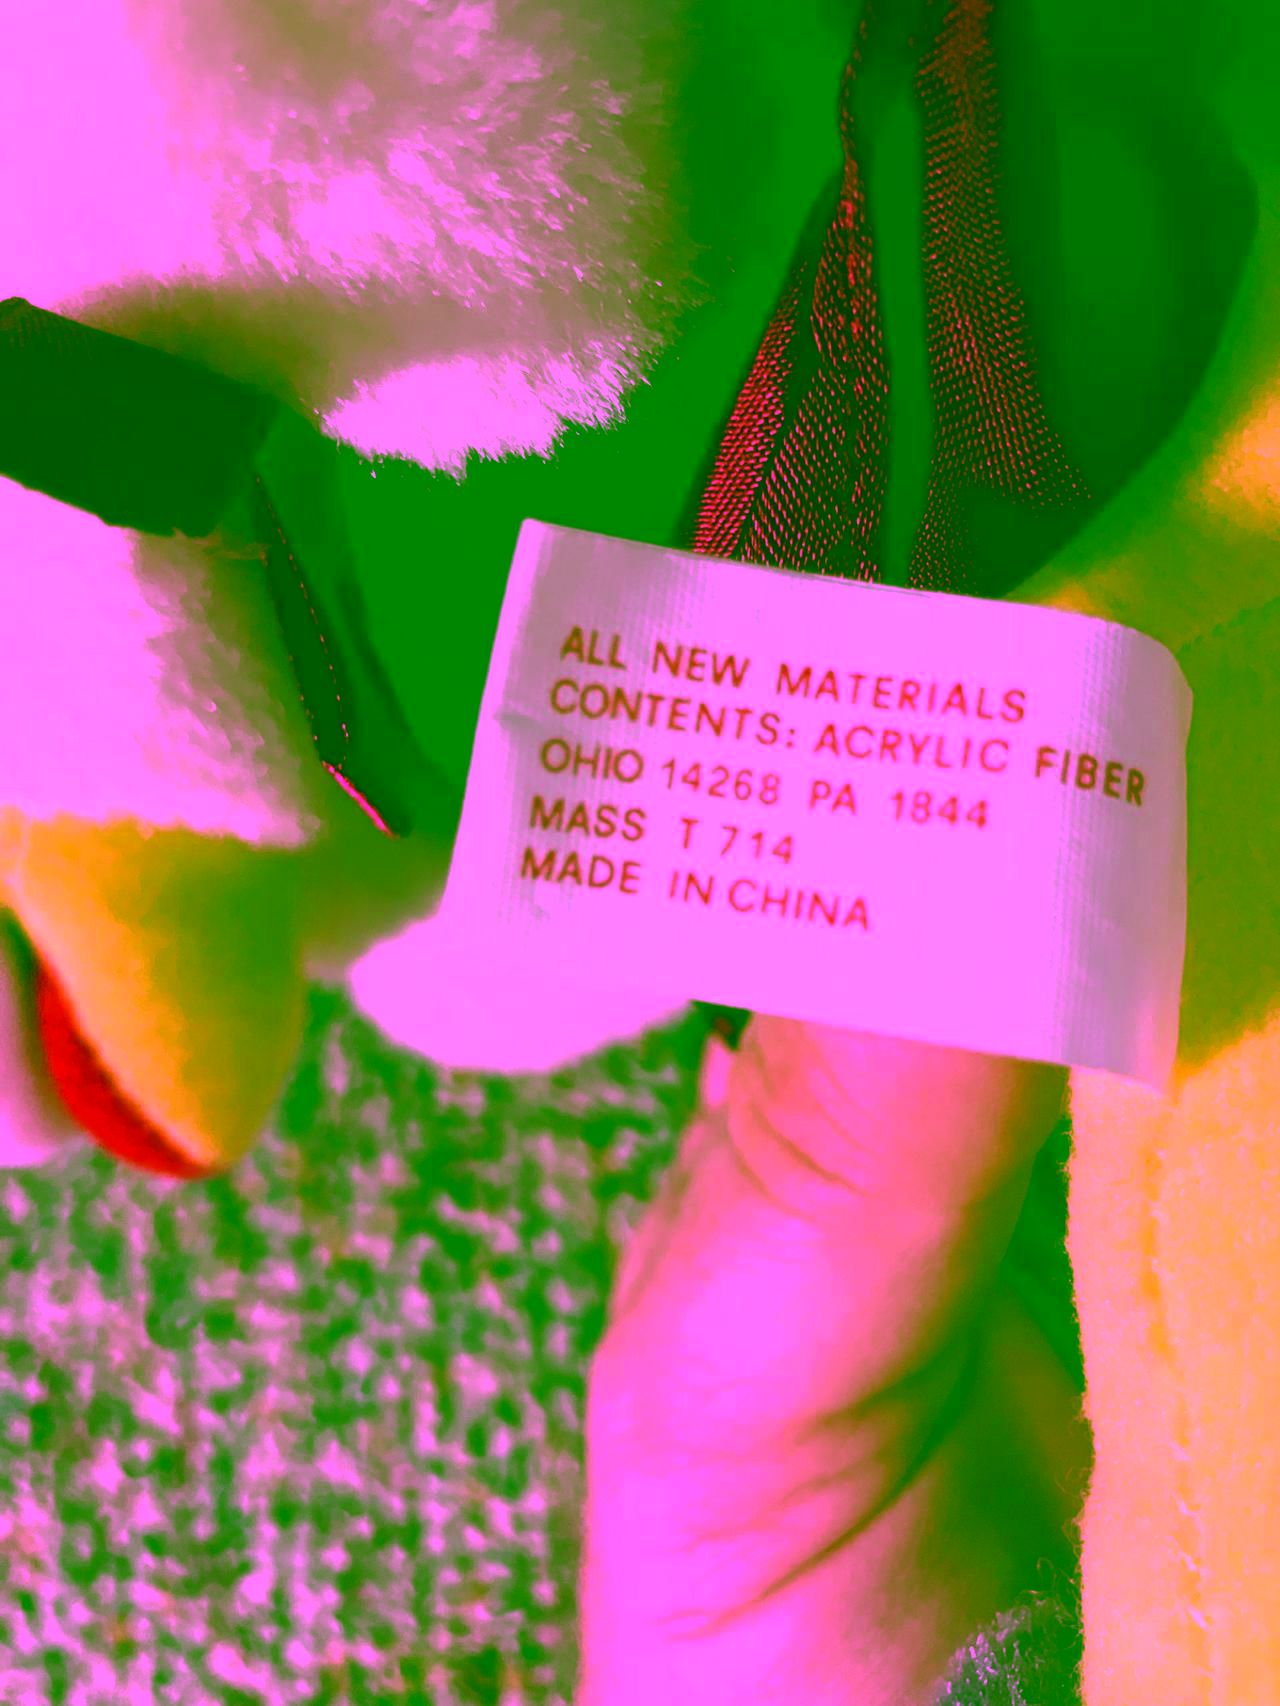 ALL NEW MATERIALS
CONTENTS: ACRYLIC FIBER
OHIO 14268 PA 1844
MASS T 714
MADE IN CHINA